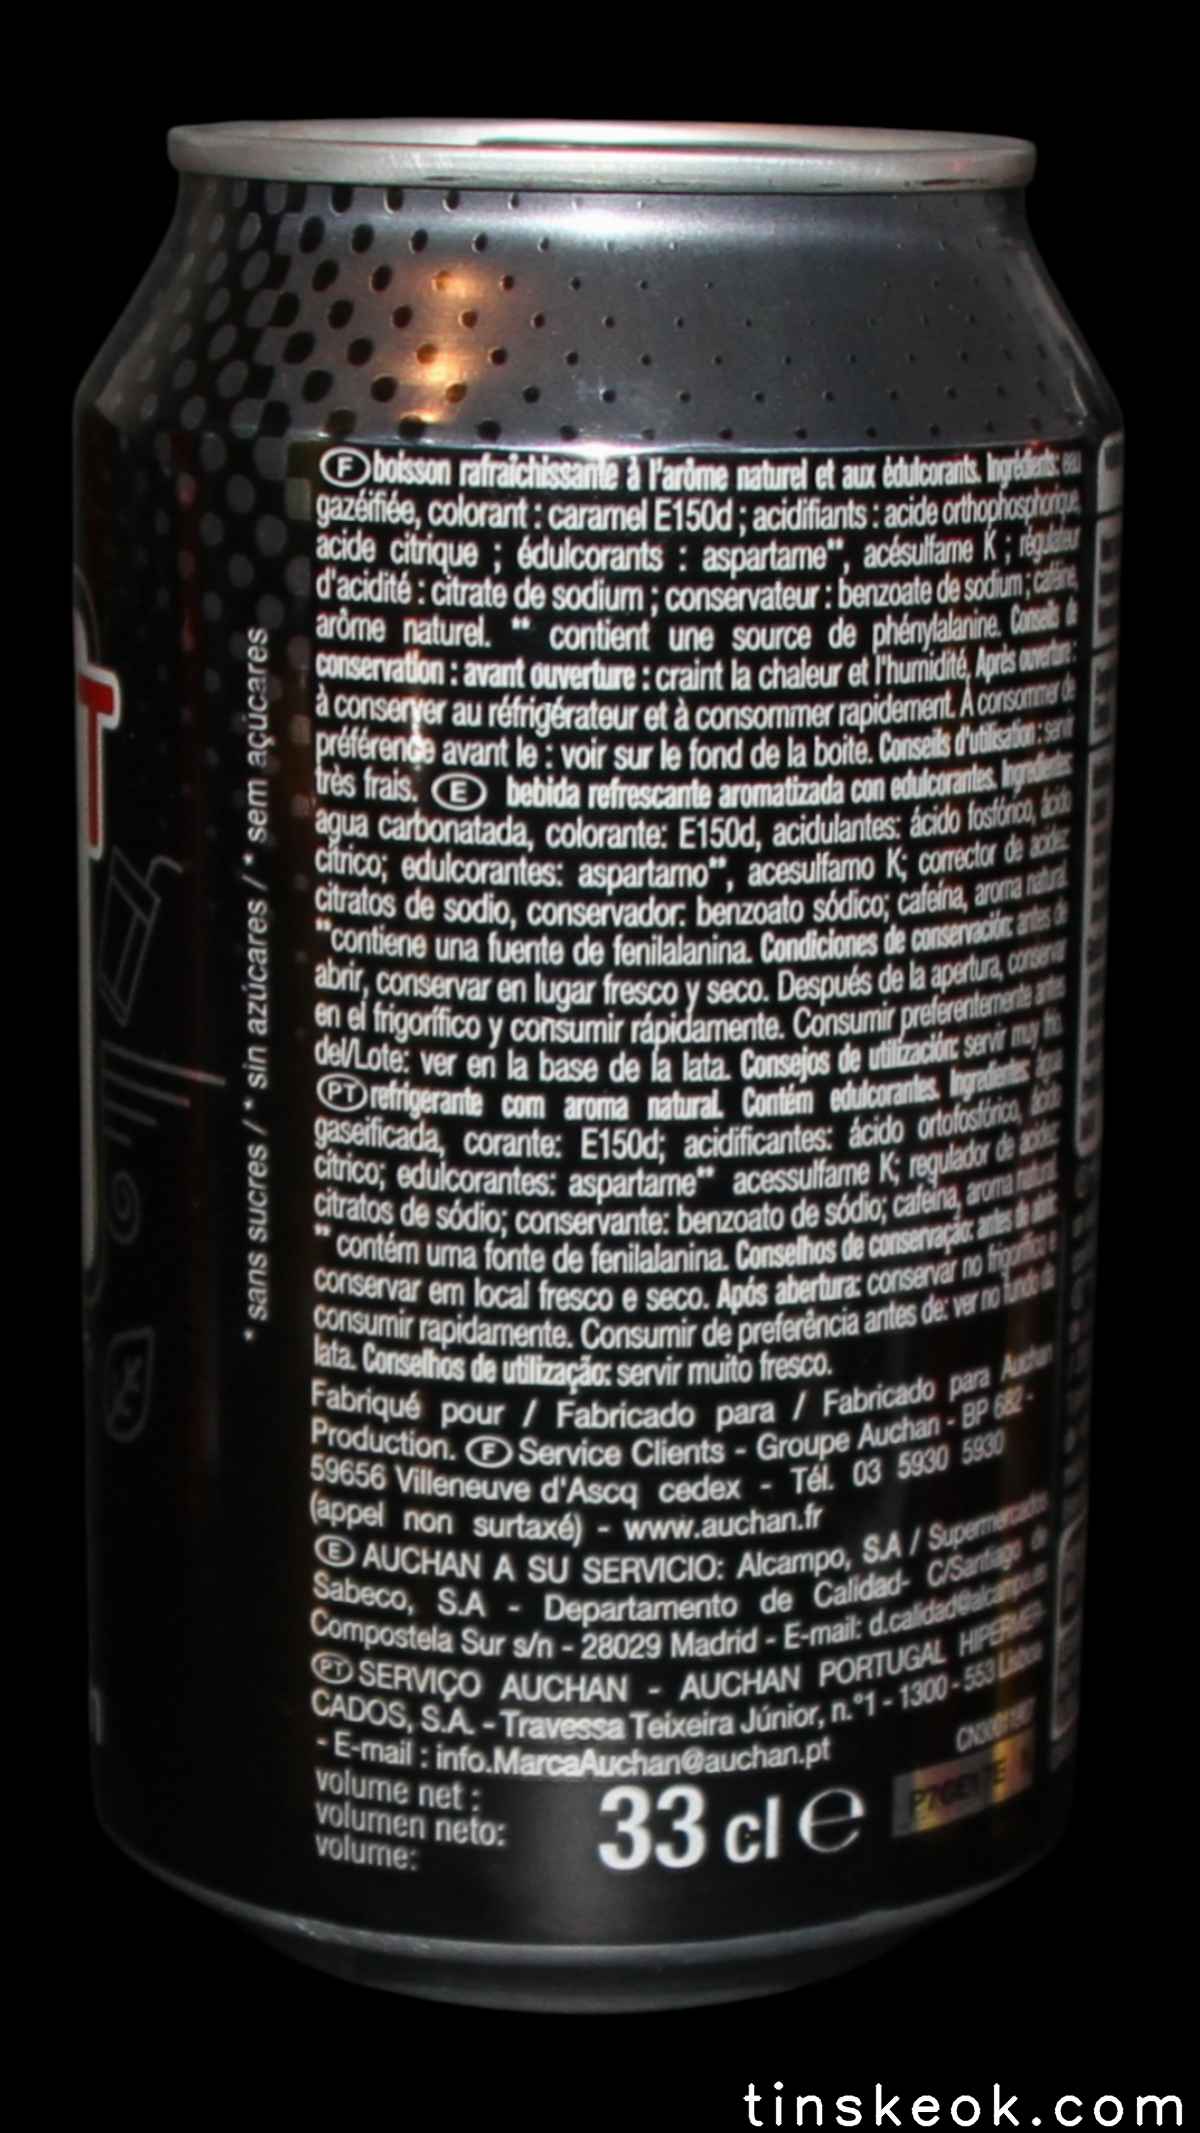 F boisson rafraîchissante à l'arôme naturel et aux édulcorants. Ingrédients: eau
gazéifiée, colorant : caramel E150d ; acidifiants : acide orthophosphorique,
acide citrique ; édulcorants : aspartame**, acésulfame K ; régulateur
d'acidité : citrate de sodium ; conservateur : benzoate de sodium ; caféine,
arôme naturel. ** contient une source de phénylalanine. Conseils de
conservation : avant ouverture : craint la chaleur et l'humidité. Après ouverture :
à conserver au réfrigérateur et à consommer rapidement. À consommer de
préférence avant le : voir sur le fond de la boite. Conseils d'utilisation : servir
très frais. E bebida refrescante aromatizada con edulcorantes. Ingredientes:
agua carbonatada, colorante: E150d, acidulantes: ácido fosfórico, ácido
cítrico; edulcorantes: aspartamo**, acesulfamo K; corrector de acidez:
citratos de sodio, conservador: benzoato sódico; cafeína, aroma natural.
**contiene una fuente de fenilalanina. Condiciones de conservación: antes de
abrir, conservar en lugar fresco y seco. Después de la apertura, conservar
en el frigorífico y consumir rápidamente. Consumir preferentemente antes
del/Lote: ver en la base de la lata. Consejos de utilización: servir muy frío.
PT refrigerante com aroma natural. Contém edulcorantes. Ingredientes: água
gaseificada, corante: E150d; acidificantes: ácido ortofosfórico, ácido
cítrico; edulcorantes: aspartame** acessulfame K; regulador de acidez:
citratos de sódio; conservante: benzoato de sódio; cafeína, aroma natural.
** contém uma fonte de fenilalanina. Conselhos de conservação: antes de abrir:
conservar em local fresco e seco. Após abertura: conservar no frigorífico e
consumir rapidamente. Consumir de preferência antes de: ver no fundo da
lata. Conselhos de utilização: servir muito fresco.
Fabriqué pour / Fabricado para / Fabricado para Auchan
Production. F Service Clients - Groupe Auchan - BP 682 -
59656 Villeneuve d'Ascq cedex - Tél. 03 5930 5930
(appel non surtaxé) - www.auchan.fr
E AUCHAN A SU SERVICIO: Alcampo, S.A / Supermercados
Sabeco, S.A - Departamento de Calidad- C/Santiago de
Compostela Sur s/n - 28029 Madrid - E-mail: d.calidad@alcampo.es
PT SERVIÇO AUCHAN - AUCHAN PORTUGAL HIPERMER-
CADOS, S.A. - Travessa Teixeira Júnior, n.°1 - 1300 - 553 Lisboa
- E-mail : info.MarcaAuchan@auchan.pt
volume net :
volumen neto:
volume:
33 cl e
* sans sucres / * sin azúcares / * sem açúcares
T
tinskeok.com